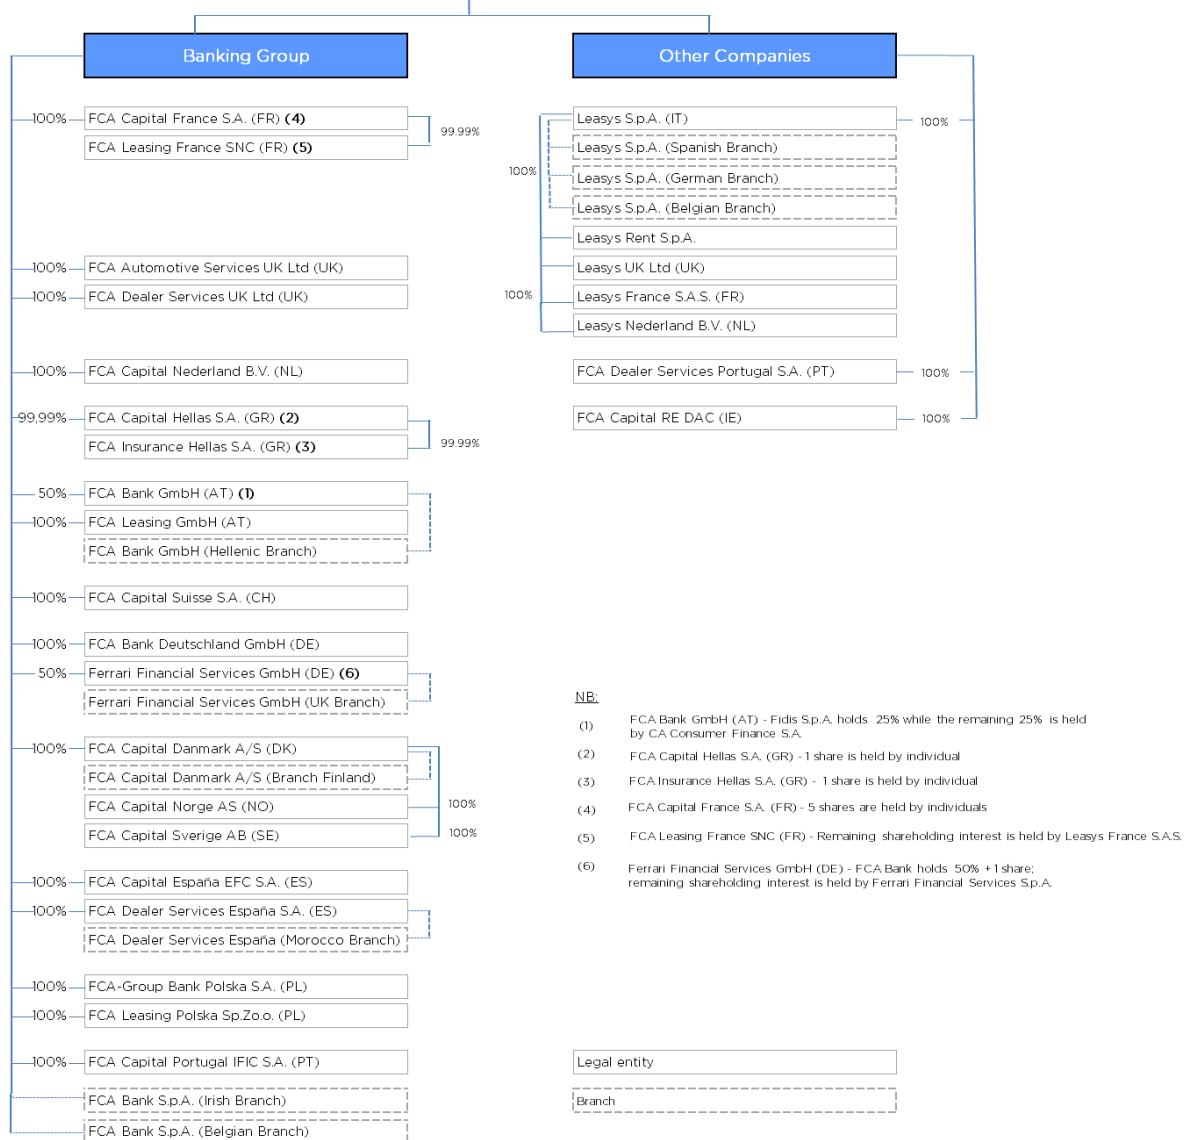 Banking Group
100%
FCA Capital France S.A. (FR) (4)
FCA Leasing France SNC (FR) (5)
99.99%
100%
FCA Automotive Services UK Ltd (UK)
100%
FCA Dealer Services UK Ltd (UK)
100%
FCA Capital Nederland B.V. (NL)
99,99%
FCA Capital Hellas S.A. (GR) (2)
FCA Insurance Hellas S.A. (GR) (3)
99.99%
50%
FCA Bank GmbH (AT) (1)
100%
FCA Leasing GmbH (AT)
FCA Bank GmbH (Hellenic Branch)
100%
FCA Capital Suisse S.A. (CH)
100%
FCA Bank Deutschland GmbH (DE)
50%
Ferrari Financial Services GmbH (DE) (6)
Ferrari Financial Services GmbH (UK Branch)
100%
FCA Capital Danmark A/S (DK)
FCA Capital Danmark A/S (Branch Finland)
FCA Capital Norge AS (NO)
100%
FCA Capital Sverige AB (SE)
100%
100%
FCA Capital España EFC S.A. (ES)
100%
FCA Dealer Services España S.A. (ES)
FCA Dealer Services España (Morocco Branch)
100%
FCA-Group Bank Polska S.A. (PL)
100%
FCA Leasing Polska Sp.Zo.o. (PL)
100%
FCA Capital Portugal IFIC S.A. (PT)
FCA Bank S.p.A. (Irish Branch)
FCA Bank S.p.A. (Belgian Branch)
Other Companies
Leasys S.p.A. (IT)
100%
Leasys S.p.A. (Spanish Branch)
100%
Leasys S.p.A. (German Branch)
Leasys S.p.A. (Belgian Branch)
Leasys Rent S.p.A.
Leasys UK Ltd (UK)
100%
Leasys France S.A.S. (FR)
Leasys Nederland B.V. (NL)
FCA Dealer Services Portugal S.A. (PT)
100%
FCA Capital RE DAC (IE)
100%
NB:
(1) FCA Bank GmbH (AT) - Fidis S.p.A. holds 25% while the remaining 25% is held
by CA Consumer Finance S.A.
(2) FCA Capital Hellas S.A. (GR) - 1 share is held by individual
(3) FCA Insurance Hellas S.A. (GR) - 1 share is held by individual
(4) FCA Capital France S.A. (FR) - 5 shares are held by individuals
(5) FCA Leasing France SNC (FR) - Remaining shareholding interest is held by Leasys France S.A.S.
(6) Ferrari Financial Services GmbH (DE) - FCA Bank holds 50% + 1 share;
remaining shareholding interest is held by Ferrari Financial Services S.p.A.
Legal entity
Branch